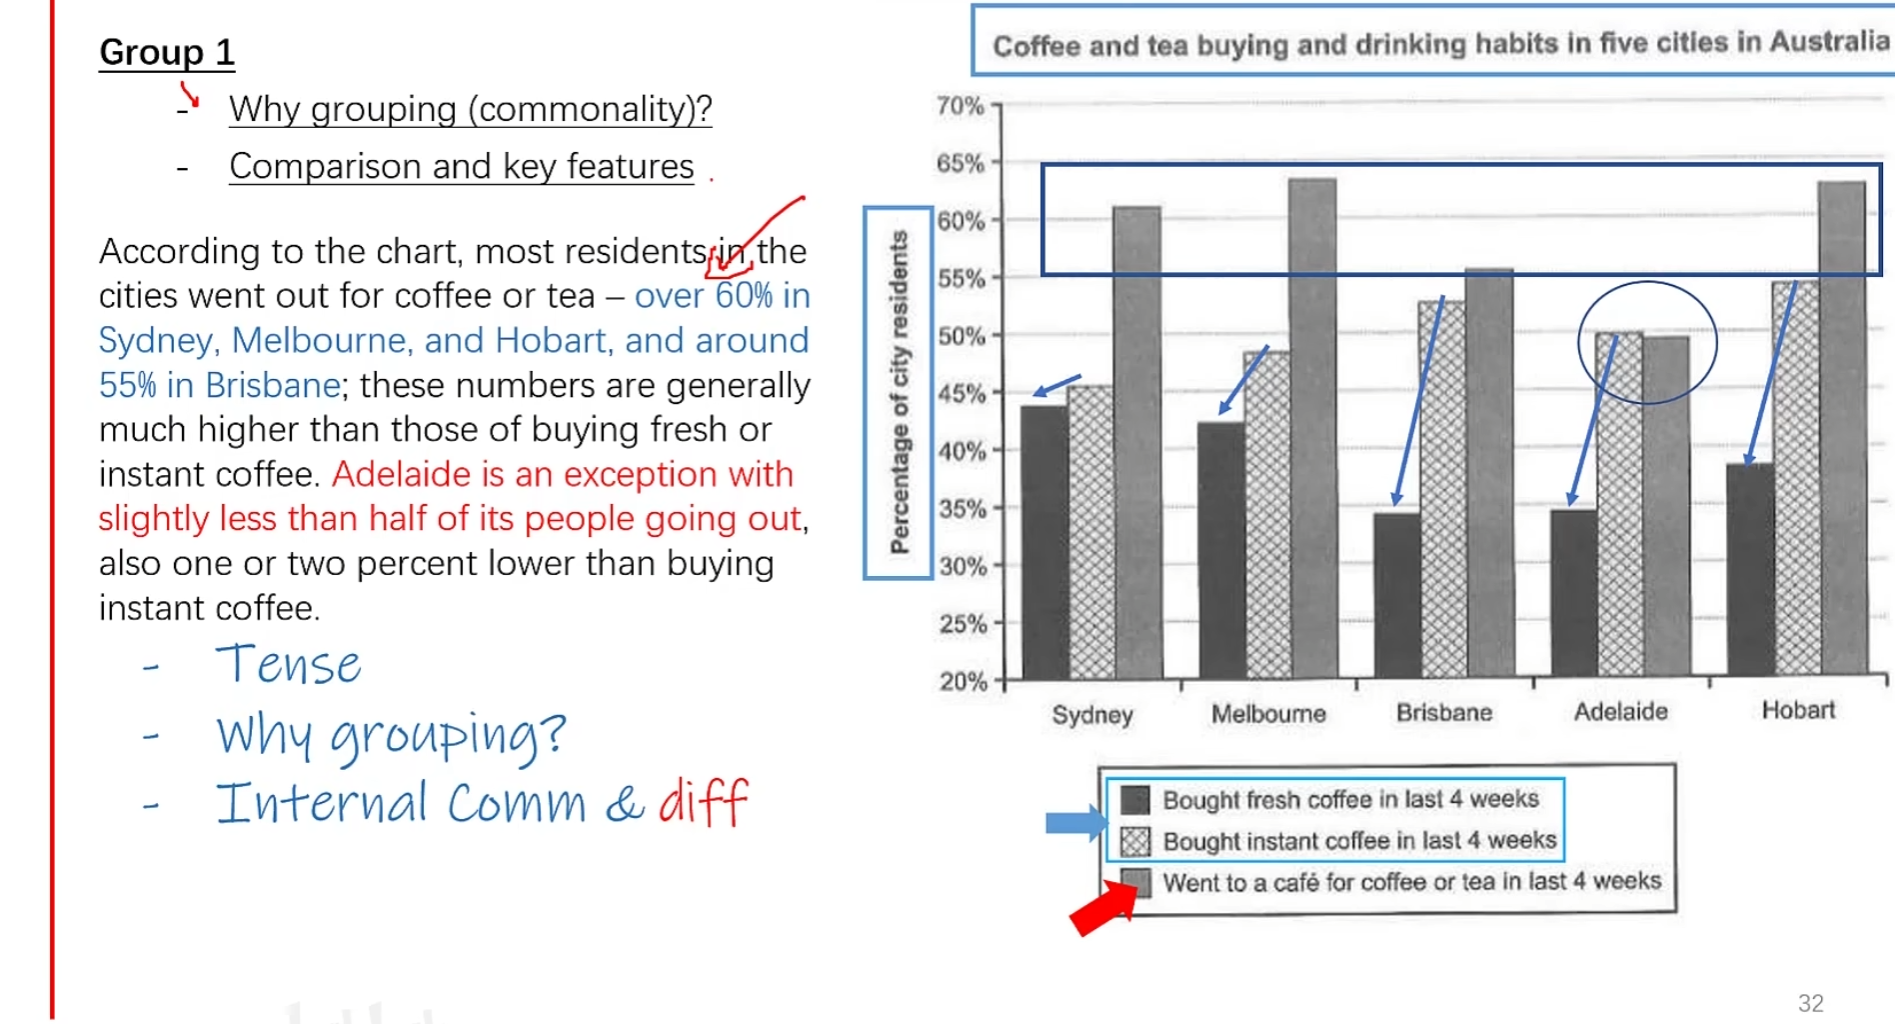 Group 1
- Why grouping (commonality)?
- Comparison and key features
According to the chart, most residents in the
cities went out for coffee or tea – over 60% in
Sydney, Melbourne, and Hobart, and around
55% in Brisbane; these numbers are generally
much higher than those of buying fresh or
instant coffee. Adelaide is an exception with
slightly less than half of its people going out,
also one or two percent lower than buying
instant coffee.
- Tense
- Why grouping?
- Internal Comm & diff
Coffee and tea buying and drinking habits in five cities in Australia
Percentage of city residents
70%
65%
60%
55%
50%
45%
40%
35%
30%
25%
20%
Sydney Melbourne Brisbane Adelaide Hobart
Bought fresh coffee in last 4 weeks
Bought instant coffee in last 4 weeks
Went to a café for coffee or tea in last 4 weeks
32